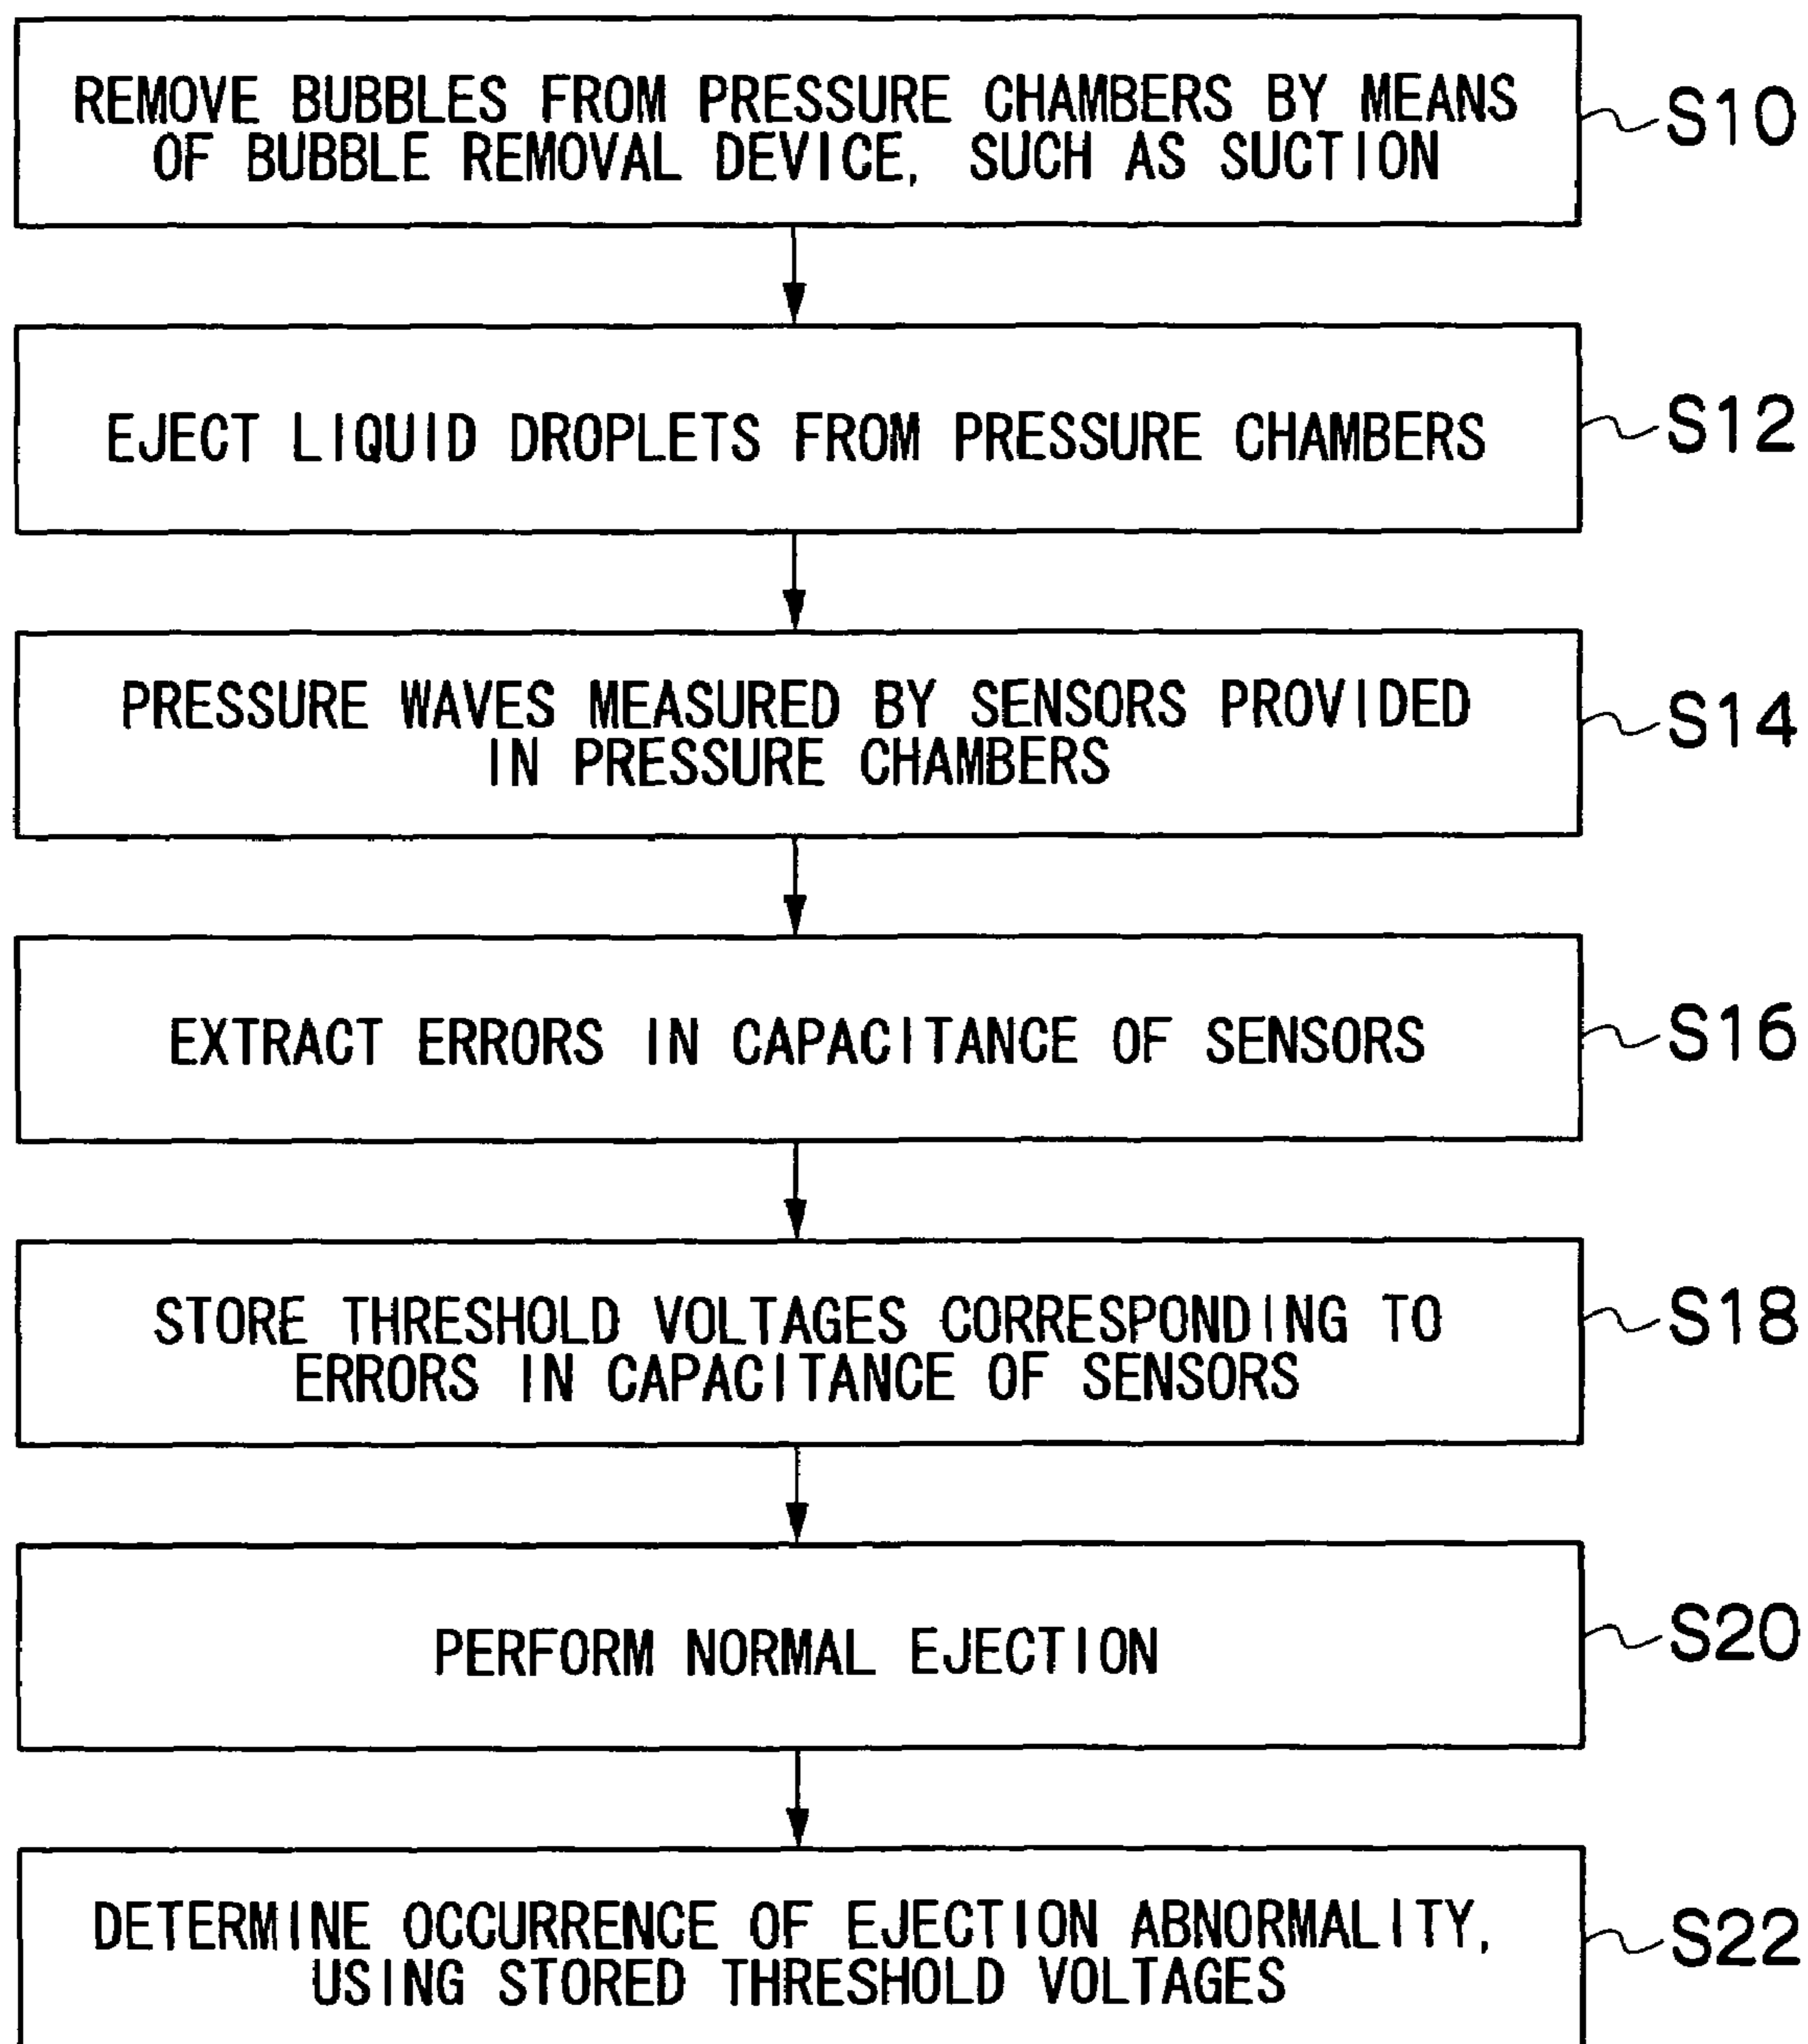 REMOVE BUBBLES FROM PRESSURE CHAMBERS BY MEANS
OF BUBBLE REMOVAL DEVICE, SUCH AS SUCTION
S10
EJECT LIQUID DROPLETS FROM PRESSURE CHAMBERS
S12
PRESSURE WAVES MEASURED BY SENSORS PROVIDED
IN PRESSURE CHAMBERS
S14
EXTRACT ERRORS IN CAPACITANCE OF SENSORS
S16
STORE THRESHOLD VOLTAGES CORRESPONDING TO
ERRORS IN CAPACITANCE OF SENSORS
S18
PERFORM NORMAL EJECTION
S20
DETERMINE OCCURRENCE OF EJECTION ABNORMALITY,
USING STORED THRESHOLD VOLTAGES
S22